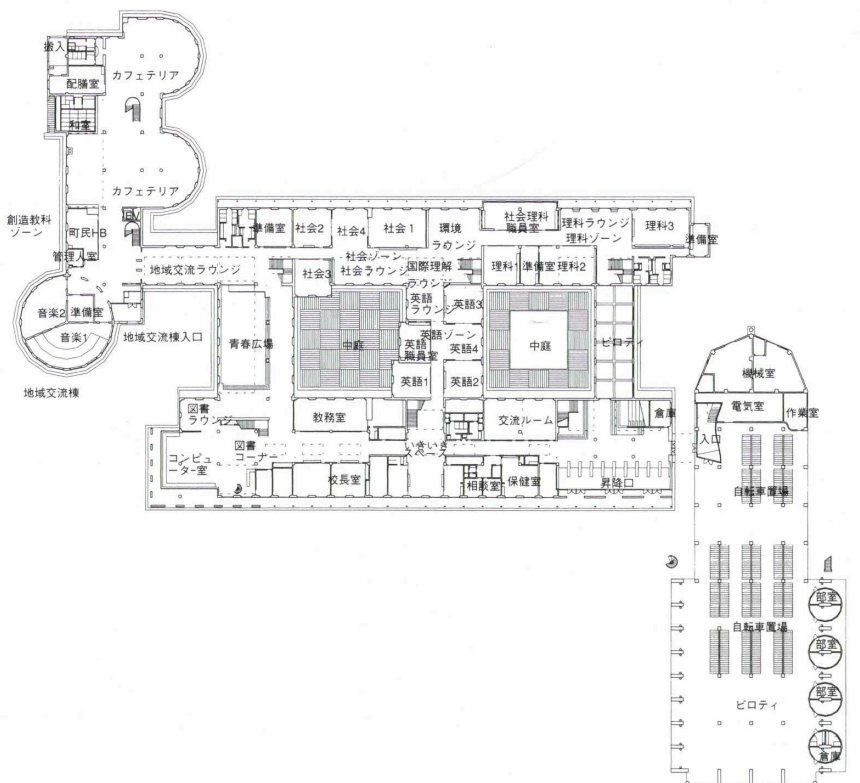 搬入口
カフェテリア
配膳室
和室
カフェテリア
創造教科
ゾーン
町民HB
EV
管理人室
音楽2
準備室
音楽1
地域交流棟
地域交流棟入口
地域交流ラウンジ
準備室
社会2
社会4
社会1
環境
ラウンジ
社会理科
職員室
理科ラウンジ
理科ゾーン
理科3
準備室
社会ゾーン
社会ラウンジ
国際理解
ラウンジ
理科1
準備室
理科2
社会3
英語
ラウンジ
英語3
青春広場
中庭
英語ゾーン
英語
職員室
英語4
中庭
ピロティ
英語1
英語2
図書
ラウンジ
教務室
交流ルーム
倉庫
図書
コーナー
いきいき
スペース
コンピュ
ーター室
校長室
相談室
保健室
昇降口
機械室
電気室
作業室
入口
自転車置場
部室
自転車置場
部室
部室
ピロティ
倉庫